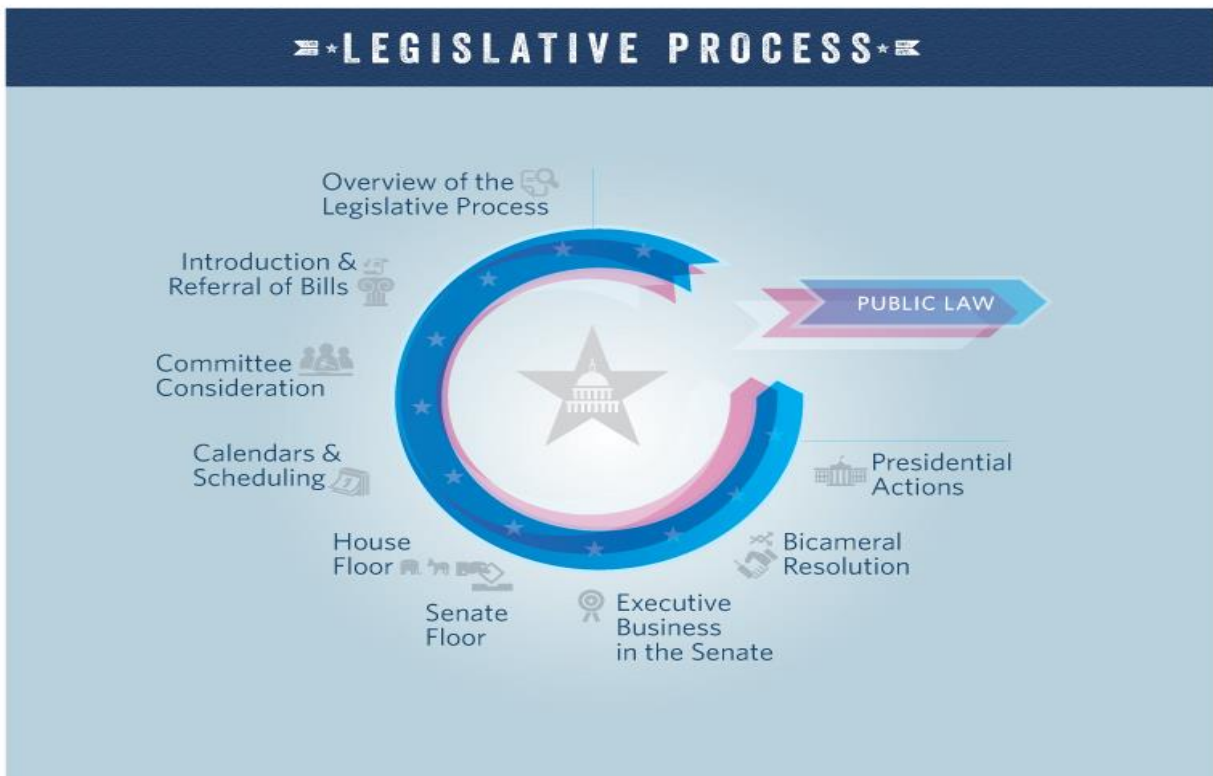 LEGISLATIVE PROCESS
Overview of the
Legislative Process
Introduction &
Referral of Bills
Committee
Consideration
Calendars &
Scheduling
House
Floor
Senate
Floor
Executive
Business
in the Senate
Bicameral
Resolution
Presidential
Actions
PUBLIC LAW